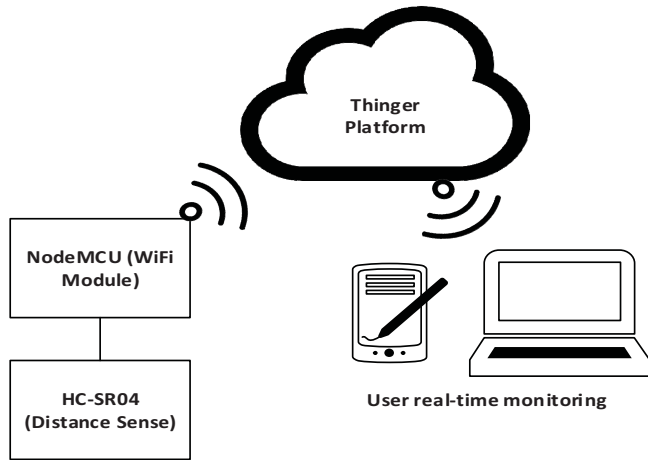 Thinger
Platform
NodeMCU (WiFi
Module)
HC-SR04
(Distance Sense)
User real-time monitoring